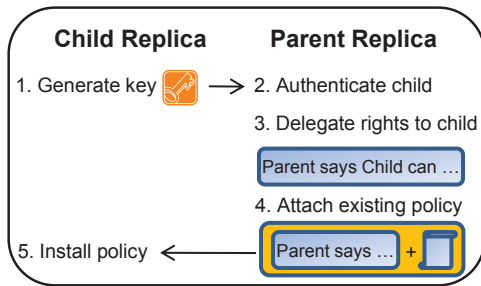 Child Replica Parent Replica
1. Generate key 2. Authenticate child
3. Delegate rights to child
Parent says Child can …
4. Attach existing policy
5. Install policy Parent says … +